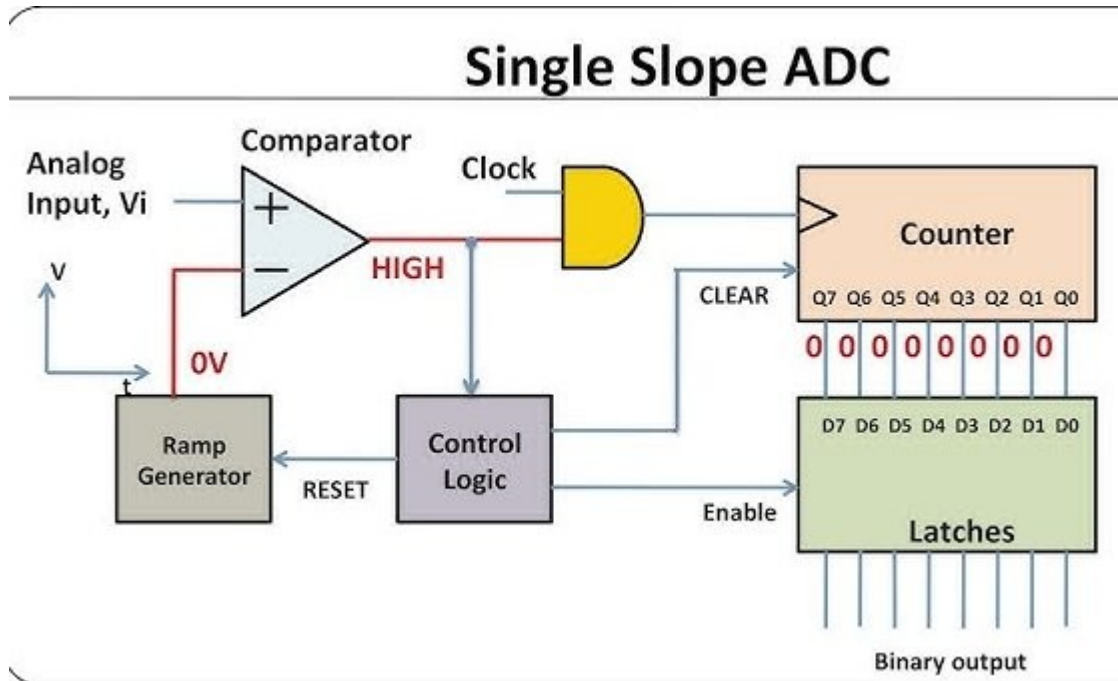 Single Slope ADC
Comparator
Analog
Input, Vi
Clock
+
−
HIGH
V
t
0V
Counter
CLEAR
Q7 Q6 Q5 Q4 Q3 Q2 Q1 Q0
0 0 0 0 0 0 0 0
D7 D6 D5 D4 D3 D2 D1 D0
Ramp
Generator
RESET
Control
Logic
Enable
Latches
Binary output